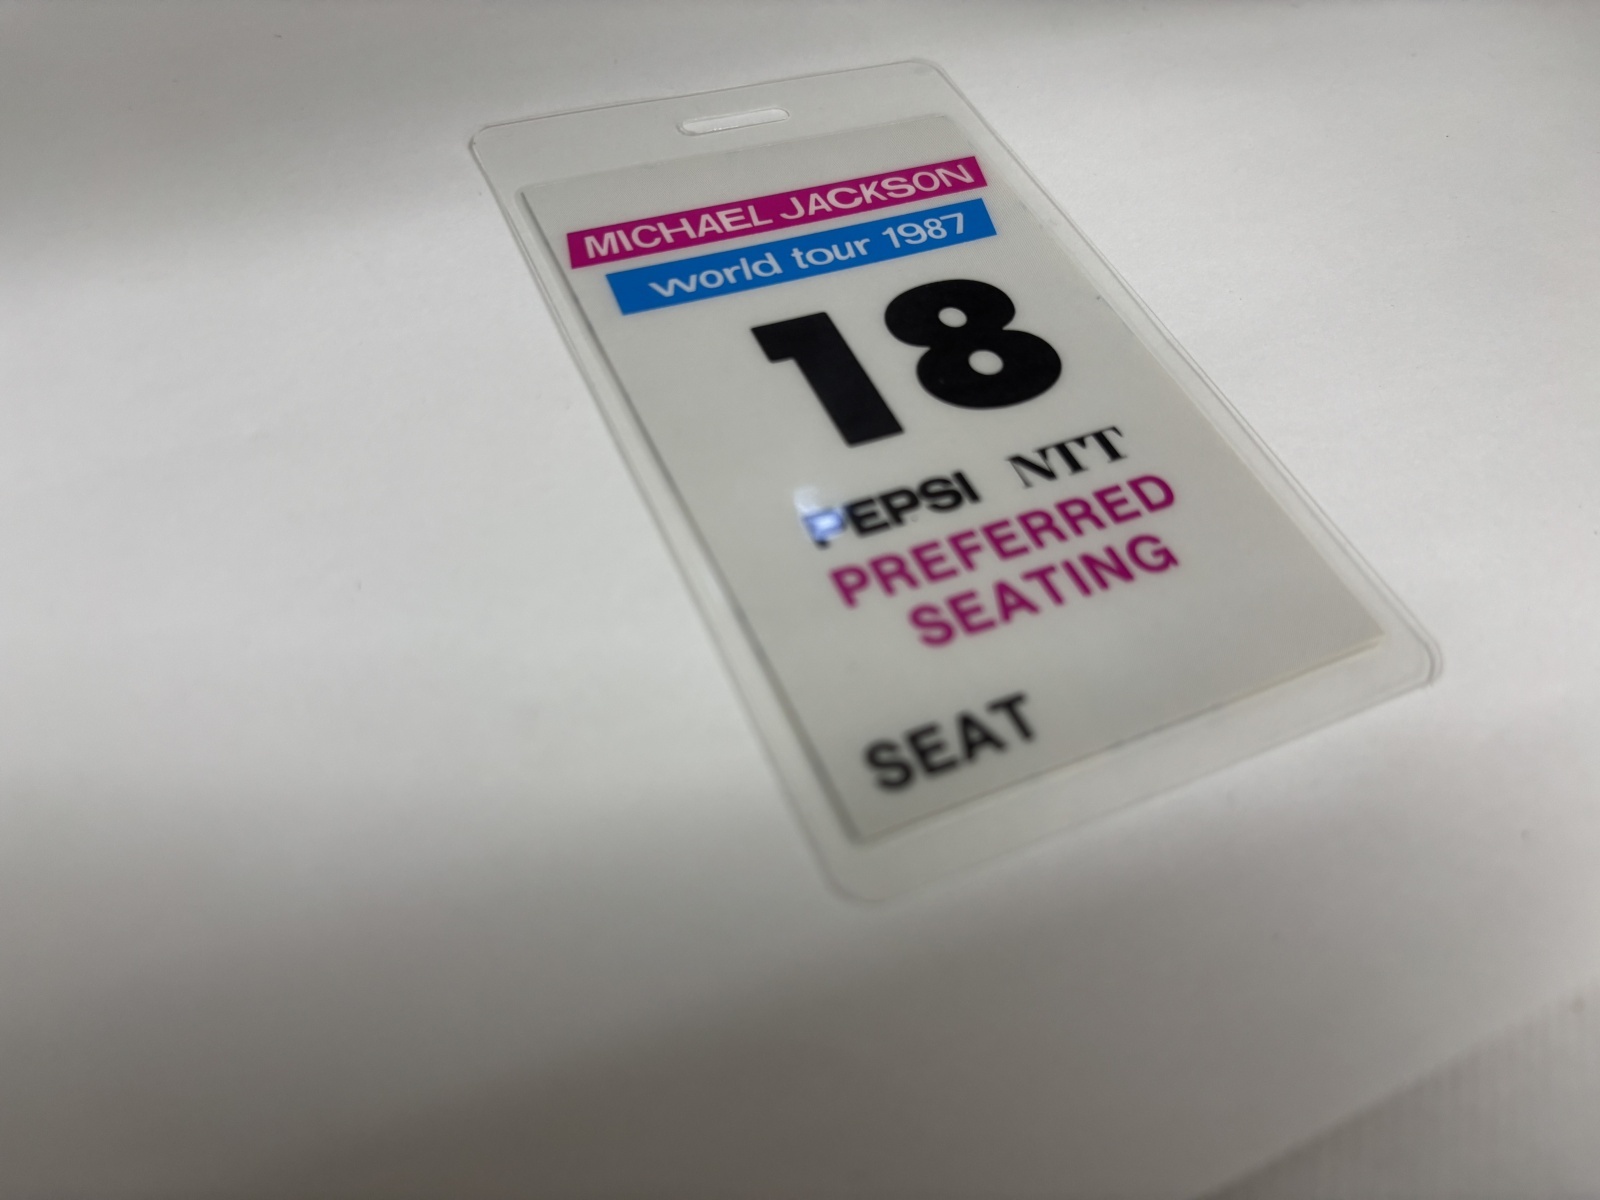 MICHAEL JACKSON
world tour 1987
18
PEPSI NTT
PREFERRED
SEATING
SEAT